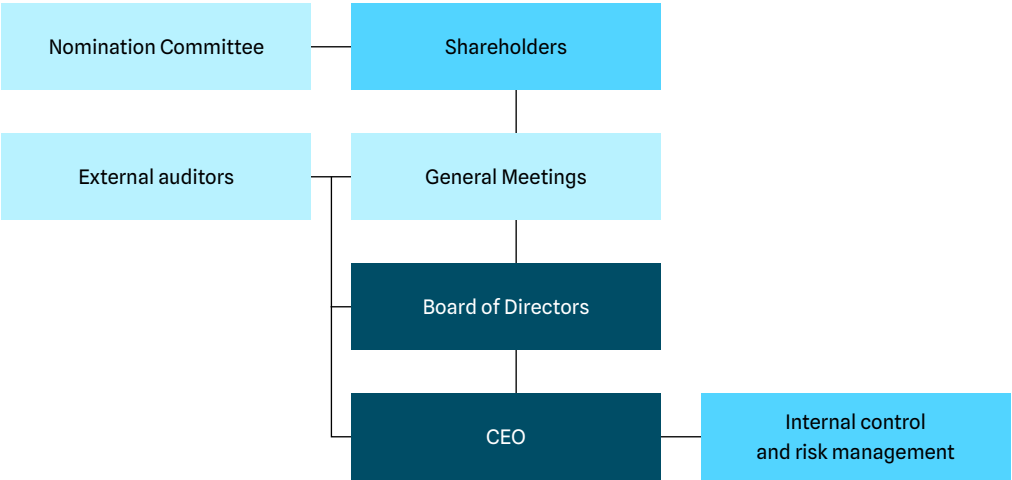 Nomination Committee
Shareholders
External auditors
General Meetings
Board of Directors
CEO
Internal control
and risk management